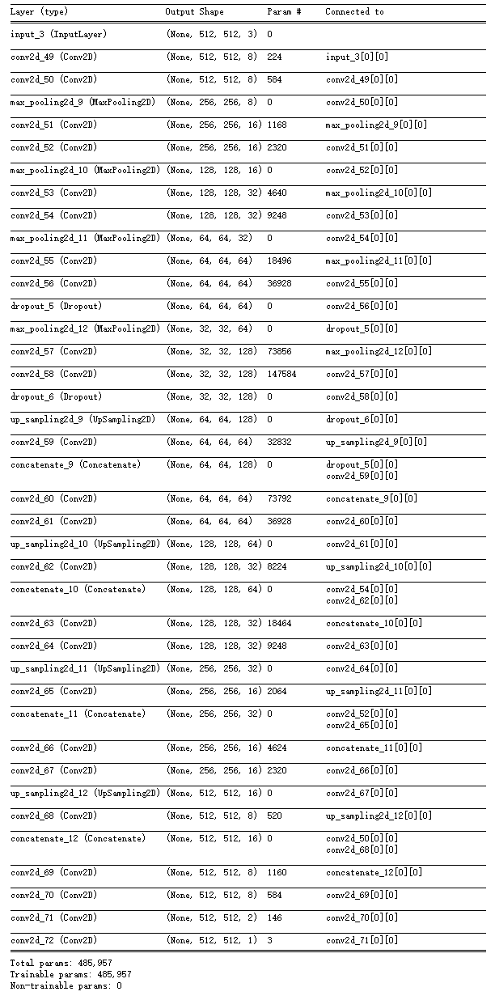 Layer (type) Output Shape Param # Connected to
input_3 (InputLayer) (None, 512, 512, 3) 0
conv2d_49 (Conv2D) (None, 512, 512, 8) 224 input_3[0][0]
conv2d_50 (Conv2D) (None, 512, 512, 8) 584 conv2d_49[0][0]
max_pooling2d_9 (MaxPooling2D) (None, 256, 256, 8) 0 conv2d_50[0][0]
conv2d_51 (Conv2D) (None, 256, 256, 16) 1168 max_pooling2d_9[0][0]
conv2d_52 (Conv2D) (None, 256, 256, 16) 2320 conv2d_51[0][0]
max_pooling2d_10 (MaxPooling2D) (None, 128, 128, 16) 0 conv2d_52[0][0]
conv2d_53 (Conv2D) (None, 128, 128, 32) 4640 max_pooling2d_10[0][0]
conv2d_54 (Conv2D) (None, 128, 128, 32) 9248 conv2d_53[0][0]
max_pooling2d_11 (MaxPooling2D) (None, 64, 64, 32) 0 conv2d_54[0][0]
conv2d_55 (Conv2D) (None, 64, 64, 64) 18496 max_pooling2d_11[0][0]
conv2d_56 (Conv2D) (None, 64, 64, 64) 36928 conv2d_55[0][0]
dropout_5 (Dropout) (None, 64, 64, 64) 0 conv2d_56[0][0]
max_pooling2d_12 (MaxPooling2D) (None, 32, 32, 64) 0 dropout_5[0][0]
conv2d_57 (Conv2D) (None, 32, 32, 128) 73856 max_pooling2d_12[0][0]
conv2d_58 (Conv2D) (None, 32, 32, 128) 147584 conv2d_57[0][0]
dropout_6 (Dropout) (None, 32, 32, 128) 0 conv2d_58[0][0]
up_sampling2d_9 (UpSampling2D) (None, 64, 64, 128) 0 dropout_6[0][0]
conv2d_59 (Conv2D) (None, 64, 64, 64) 32832 up_sampling2d_9[0][0]
concatenate_9 (Concatenate) (None, 64, 64, 128) 0 dropout_5[0][0]
conv2d_59[0][0]
conv2d_60 (Conv2D) (None, 64, 64, 64) 73792 concatenate_9[0][0]
conv2d_61 (Conv2D) (None, 64, 64, 64) 36928 conv2d_60[0][0]
up_sampling2d_10 (UpSampling2D) (None, 128, 128, 64) 0 conv2d_61[0][0]
conv2d_62 (Conv2D) (None, 128, 128, 32) 8224 up_sampling2d_10[0][0]
concatenate_10 (Concatenate) (None, 128, 128, 64) 0 conv2d_54[0][0]
conv2d_62[0][0]
conv2d_63 (Conv2D) (None, 128, 128, 32) 18464 concatenate_10[0][0]
conv2d_64 (Conv2D) (None, 128, 128, 32) 9248 conv2d_63[0][0]
up_sampling2d_11 (UpSampling2D) (None, 256, 256, 32) 0 conv2d_64[0][0]
conv2d_65 (Conv2D) (None, 256, 256, 16) 2064 up_sampling2d_11[0][0]
concatenate_11 (Concatenate) (None, 256, 256, 32) 0 conv2d_52[0][0]
conv2d_65[0][0]
conv2d_66 (Conv2D) (None, 256, 256, 16) 4624 concatenate_11[0][0]
conv2d_67 (Conv2D) (None, 256, 256, 16) 2320 conv2d_66[0][0]
up_sampling2d_12 (UpSampling2D) (None, 512, 512, 16) 0 conv2d_67[0][0]
conv2d_68 (Conv2D) (None, 512, 512, 8) 520 up_sampling2d_12[0][0]
concatenate_12 (Concatenate) (None, 512, 512, 16) 0 conv2d_50[0][0]
conv2d_68[0][0]
conv2d_69 (Conv2D) (None, 512, 512, 8) 1160 concatenate_12[0][0]
conv2d_70 (Conv2D) (None, 512, 512, 8) 584 conv2d_69[0][0]
conv2d_71 (Conv2D) (None, 512, 512, 2) 146 conv2d_70[0][0]
conv2d_72 (Conv2D) (None, 512, 512, 1) 3 conv2d_71[0][0]
Total params: 485,957
Trainable params: 485,957
Non-trainable params: 0